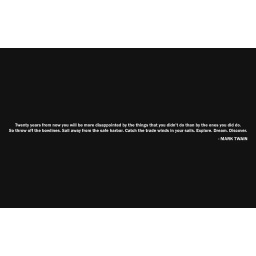 Twenty years from now you will be more disappointed by the things that you didn't do than by the ones you did do.
So throw off the bowlines. Sail away from the safe harbor. Catch the trade winds in your sails. Explore. Dream. Discover.
- MARK TWAIN